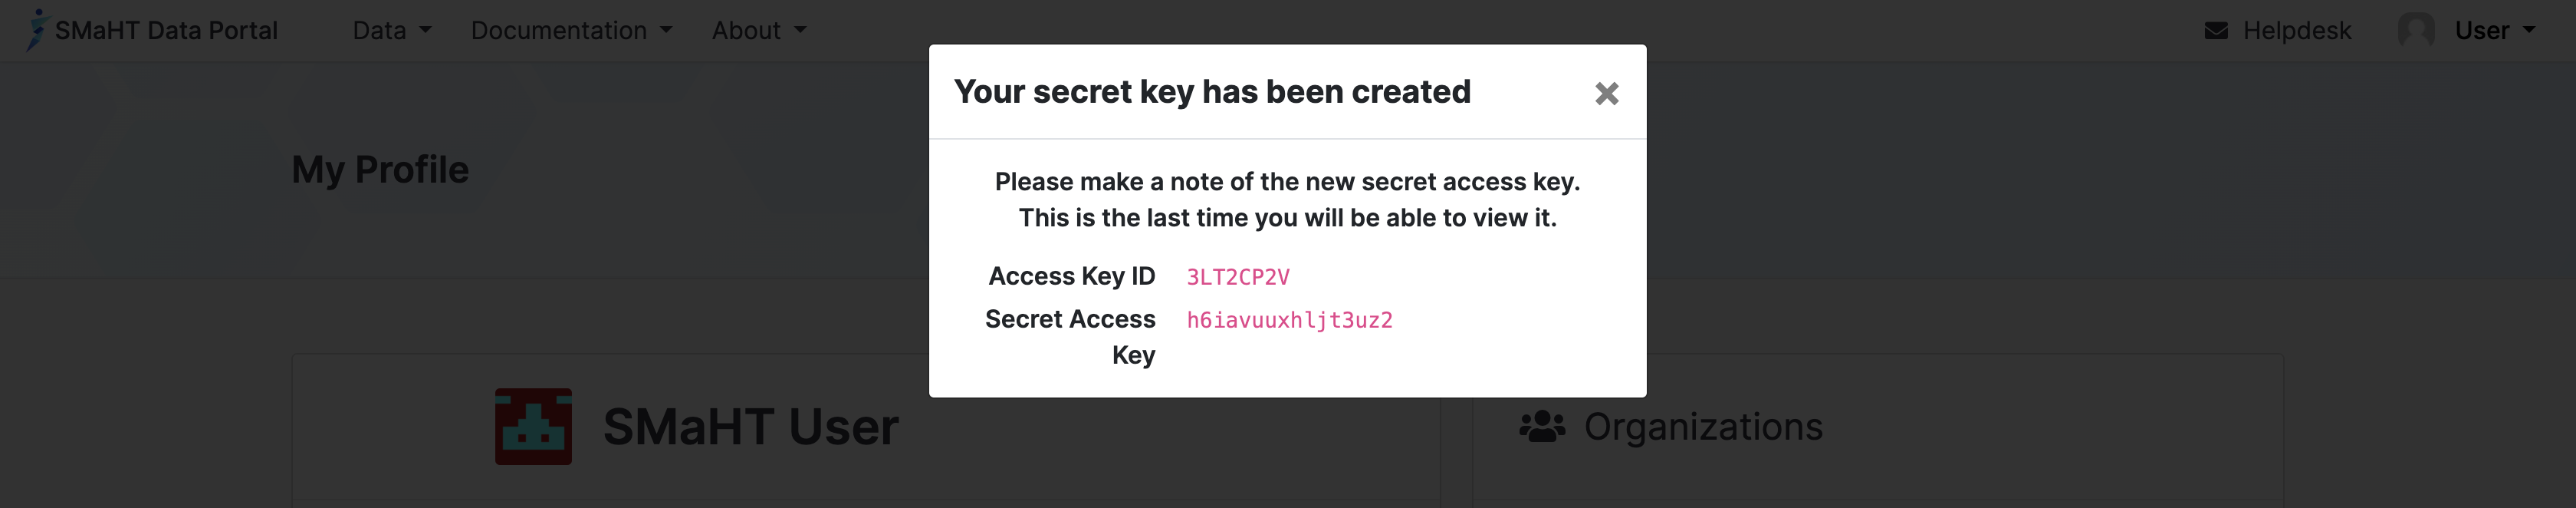 SMaHT Data Portal Data Documentation About Helpdesk User
Your secret key has been created
My Profile
Please make a note of the new secret access key.
This is the last time you will be able to view it.
Access Key ID 3LT2CP2V
Secret Access h6iavuuxhljt3uz2
Key
SMaHT User Organizations